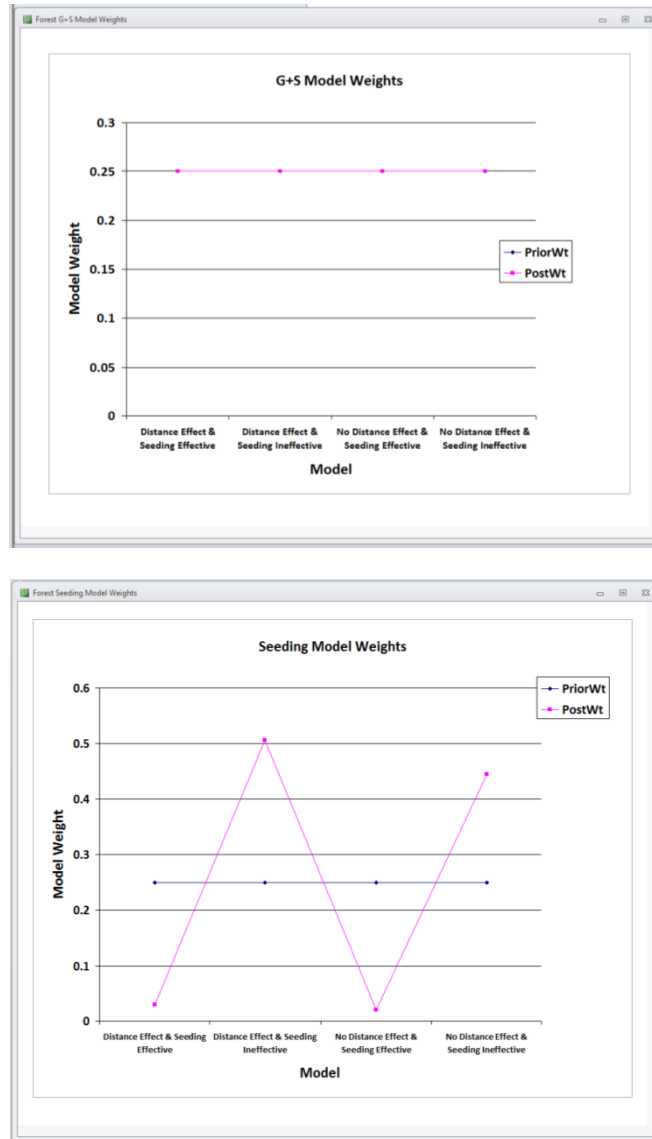 Forest G+S Model Weights
G+S Model Weights
0.3
0.25
0.2
0.15
0.1
0.05
0
Model Weight
PriorWt
PostWt
Distance Effect &
Seeding Effective
Distance Effect &
Seeding Ineffective
No Distance Effect &
Seeding Effective
No Distance Effect &
Seeding Ineffective
Model
Forest Seeding Model Weights
Seeding Model Weights
PriorWt
PostWt
0.6
0.5
0.4
0.3
0.2
0.1
0
Model Weight
Distance Effect & Seeding
Effective
Distance Effect & Seeding
Ineffective
No Distance Effect &
Seeding Effective
No Distance Effect &
Seeding Ineffective
Model